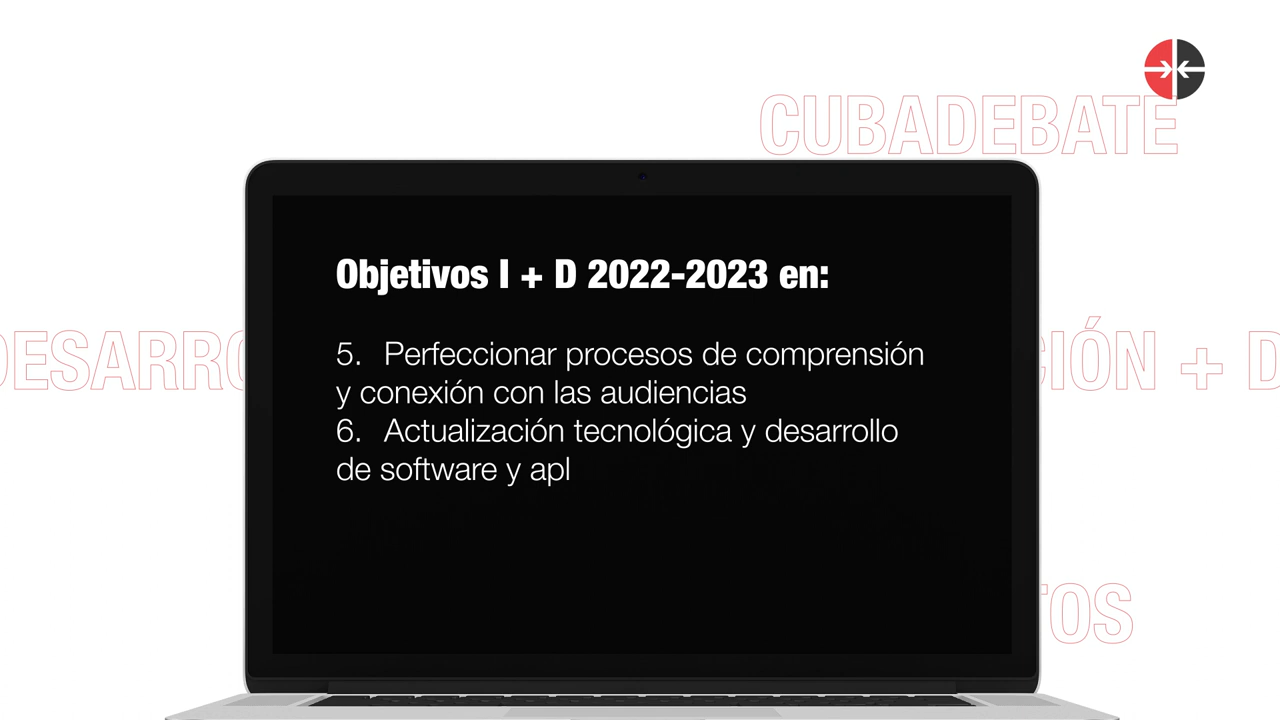 CUBADEBATE
Objetivos I + D 2022-2023 en:
5. Perfeccionar procesos de comprensión
y conexión con las audiencias
6. Actualización tecnológica y desarrollo
de software y apl
+ D